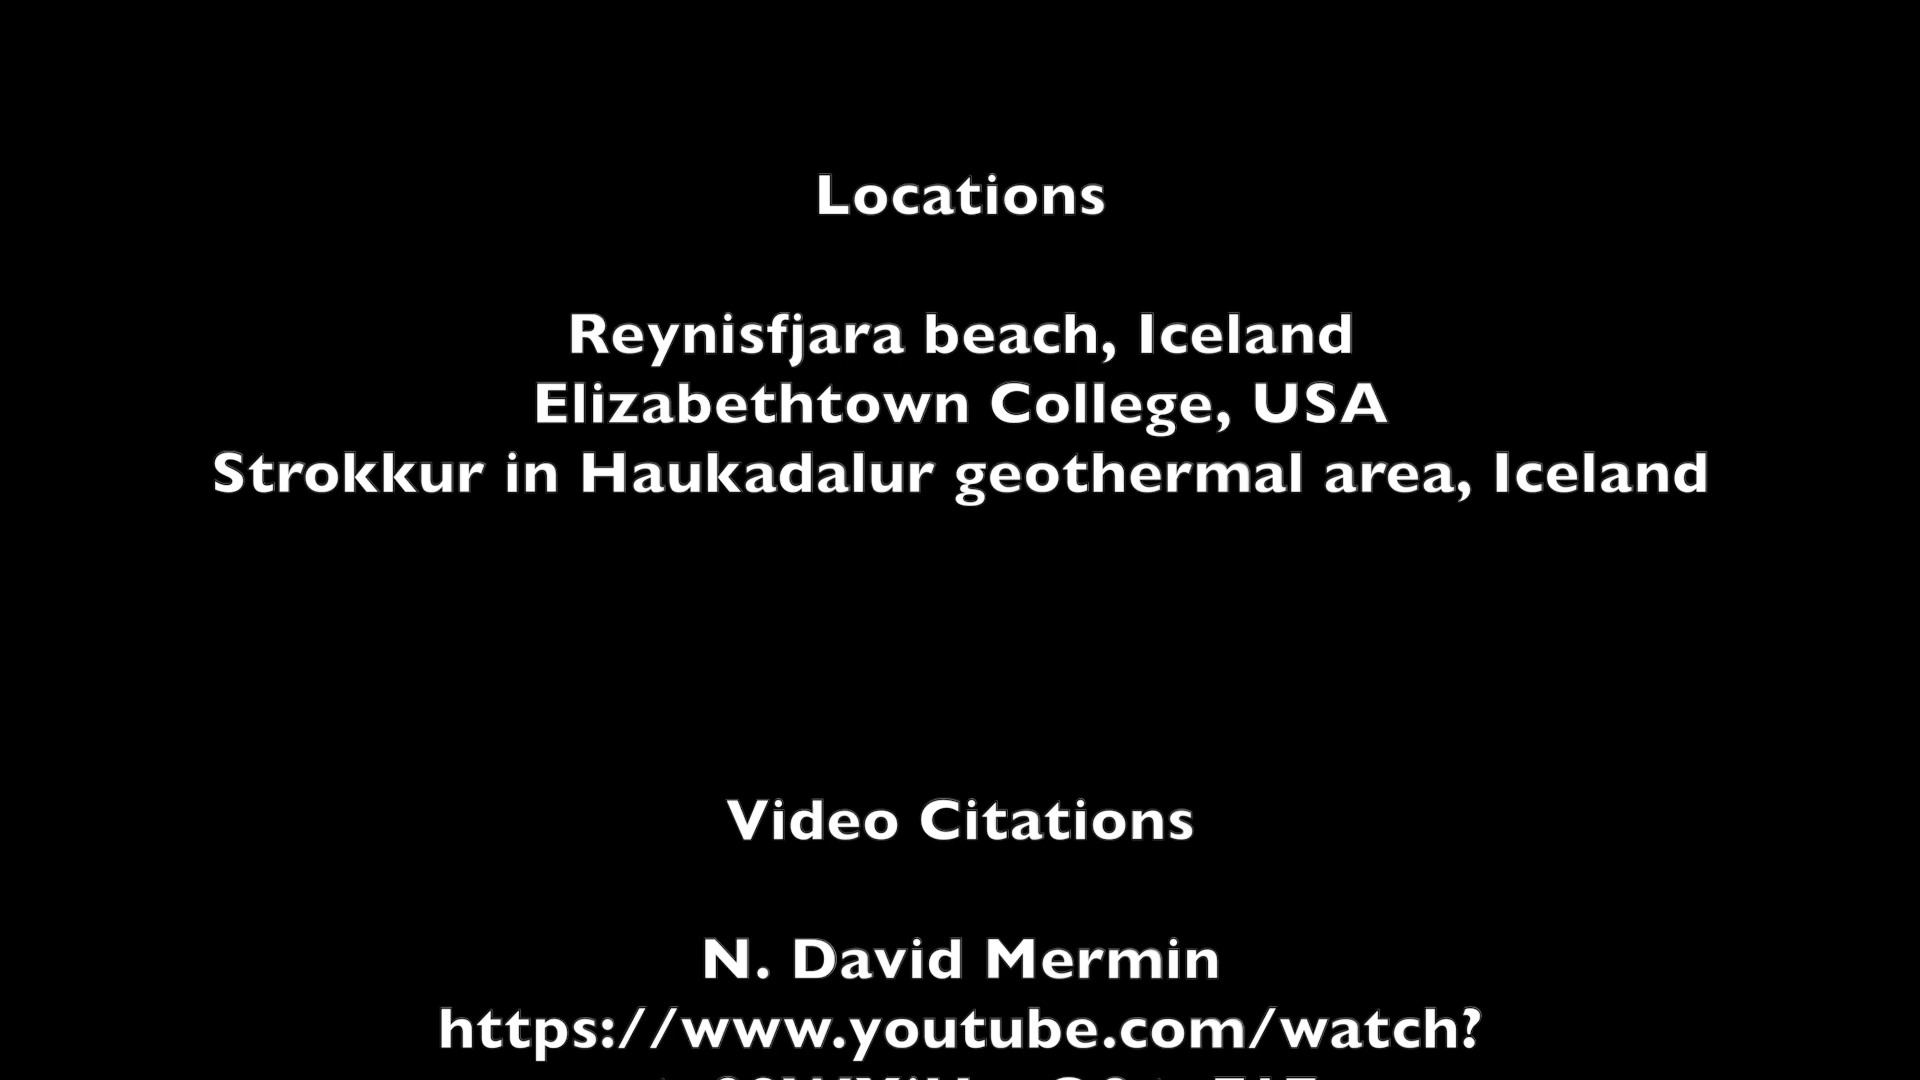 Locations
Reynisfjara beach, Iceland
Elizabethtown College, USA
Strokkur in Haukadalur geothermal area, Iceland
Video Citations
N. David Mermin
https://www.youtube.com/watch?